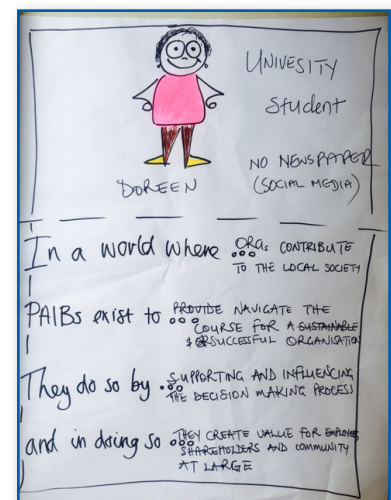 UNIVESITY
Student
NO NEWSPAPER
(SOCIAL MEDIA)
DOREEN
In a world where ORGs CONTRIBUTE
TO THE LOCAL SOCIETY
PAIBs exist to PROVIDE NAVIGATE THE
COURSE FOR A SUSTAINABLE
& SUCCESSFUL ORGANISATION
They do so by SUPPORTING AND INFLUENCING
THE DECISION MAKING PROCESS
and in doing so THEY CREATE VALUE FOR EMPLOYEES
SHAREHOLDERS AND COMMUNITY
AT LARGE